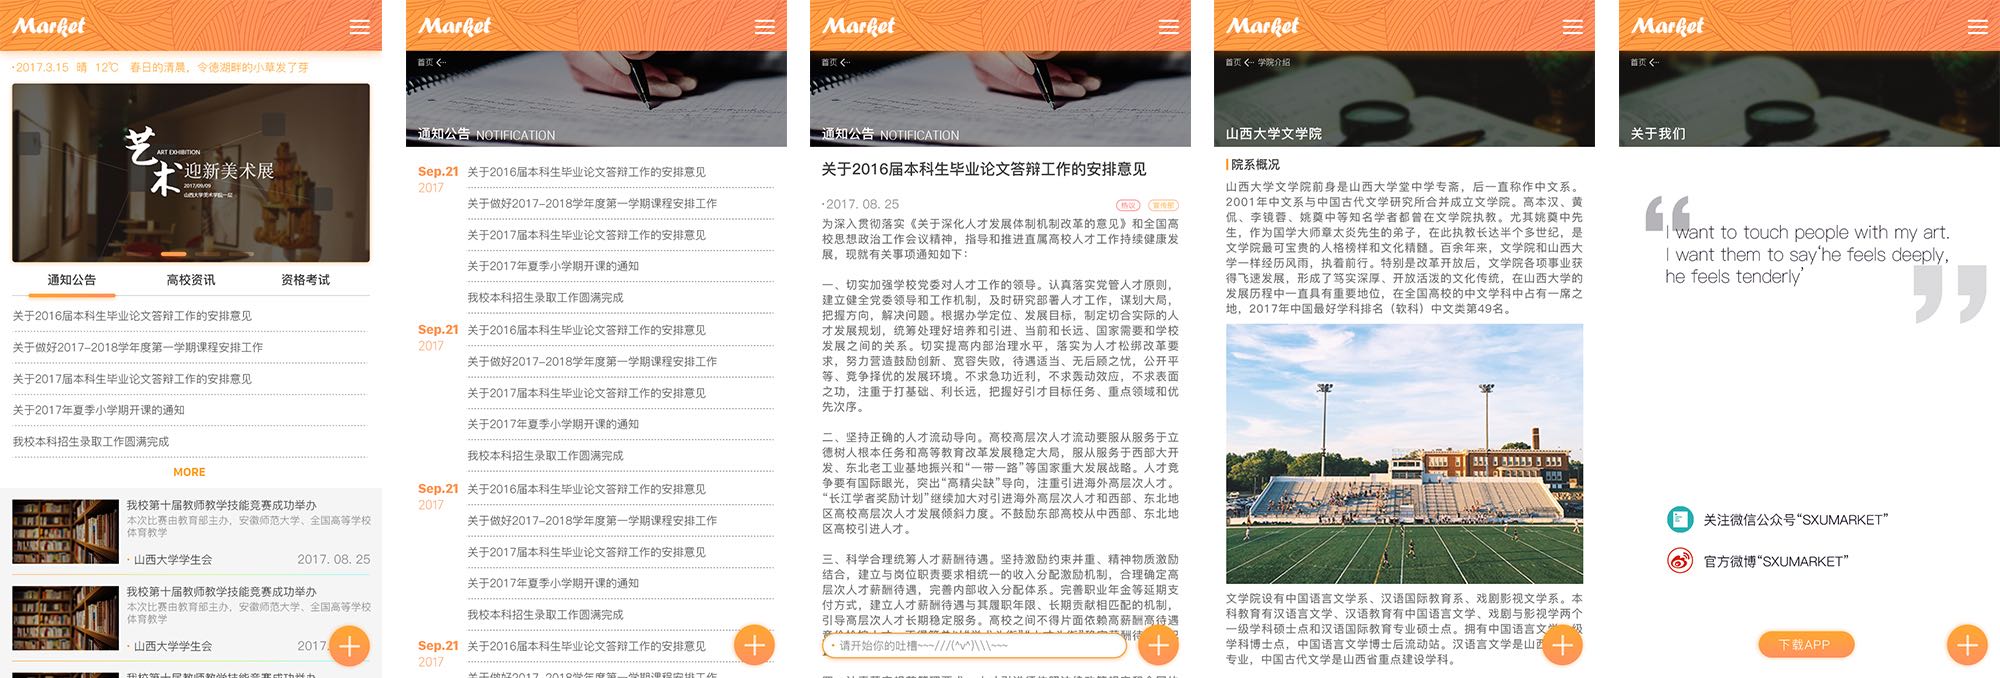 Market
·2017.3.15 晴 12℃ 春日的清晨，令德湖畔的小草发了芽
艺术
ART EXHIBITION
迎新美术展
2017/09/09
山西大学美术学院一层
通知公告 高校资讯 资格考试
关于2016届本科生毕业论文答辩工作的安排意见
关于做好2017-2018学年度第一学期课程安排工作
关于2017届本科生毕业论文答辩工作的安排意见
关于2017年夏季小学期开课的通知
我校本科招生录取工作圆满完成
MORE
我校第十届教师教学技能竞赛成功举办
本次比赛由教育部主办，安徽师范大学、全国高等学校
体育教学
· 山西大学学生会 2017. 08. 25
我校第十届教师教学技能竞赛成功举办
本次比赛由教育部主办，安徽师范大学、全国高等学校
体育教学
· 山西大学学生会 2017.
我校第十届教师教学技能竞赛成功举办
Market
首页
通知公告 NOTIFICATION
Sep.21 关于2016届本科生毕业论文答辩工作的安排意见
2017
关于做好2017-2018学年度第一学期课程安排工作
关于2017届本科生毕业论文答辩工作的安排意见
关于2017年夏季小学期开课的通知
我校本科招生录取工作圆满完成
Sep.21 关于2016届本科生毕业论文答辩工作的安排意见
2017
关于做好2017-2018学年度第一学期课程安排工作
关于2017届本科生毕业论文答辩工作的安排意见
关于2017年夏季小学期开课的通知
我校本科招生录取工作圆满完成
Sep.21 关于2016届本科生毕业论文答辩工作的安排意见
2017
关于做好2017-2018学年度第一学期课程安排工作
关于2017届本科生毕业论文答辩工作的安排意见
关于2017年夏季小学期开课的通知
我校本科招生录取工作圆满完成
Sep.21 关于2016届本科生毕业论文答辩工作的安排意见
2017
关于做好2017-2018学年度第一学期课程安排工作
Market
首页
通知公告 NOTIFICATION
关于2016届本科生毕业论文答辩工作的安排意见
·2017. 08. 25 热议 宣传部
为深入贯彻落实《关于深化人才发展体制机制改革的意见》和全国高
校思想政治工作会议精神，指导和推进直属高校人才工作持续健康发
展，现就有关事项通知如下：
一、切实加强学校党委对人才工作的领导。认真落实党管人才原则，
建立健全党委领导和工作机制，及时研究部署人才工作，谋划大局，
把握方向，解决问题。根据办学定位、发展目标，制定切合实际的人
才发展规划，统筹处理好培养和引进、当前和长远、国家需要和学校
发展之间的关系。切实提高内部治理水平，落实为人才松绑改革要
求，努力营造鼓励创新、宽容失败，待遇适当、无后顾之忧，公开平
等、竞争择优的发展环境。不求急功近利，不求轰动效应，不求表面
之功，注重于打基础、利长远，把握好引才目标任务、重点领域和优
先次序。
二、坚持正确的人才流动导向。高校高层次人才流动要服从服务于立
德树人根本任务和高等教育改革发展稳定大局，服从服务于西部大开
发、东北老工业基地振兴和“一带一路”等国家重大发展战略。人才竞
争要有国际眼光，突出“高精尖缺”导向，注重引进海外高层次人才。
“长江学者奖励计划”继续加大对引进海外高层次人才和西部、东北地
区高校高层次人才发展倾斜力度。不鼓励东部高校从中西部、东北地
区高校引进人才。
三、科学合理统筹人才薪酬待遇。坚持激励约束并重、精神物质激励
结合，建立与岗位职责要求相统一的收入分配激励机制，合理确定高
层次人才薪酬待遇，完善内部收入分配体系。完善职业年金等延期支
付方式，建立人才薪酬待遇与其履职年限、长期贡献相匹配的机制，
引导高层次人才长期稳定服务。高校之间不得片面依赖高薪酬高待遇
· 请开始你的吐槽~~~///(^v^)\\\~~~
Market
首页 学院介绍
山西大学文学院
院系概况
山西大学文学院前身是山西大学堂中学专斋，后一直称作中文系。
2001年中文系与中国古代文学研究所合并成立文学院。高本汉、黄
侃、李镜蓉、姚奠中等知名学者都曾在文学院执教。尤其姚奠中先
生，作为国学大师章太炎先生的弟子，在此执教长达半个多世纪，是
文学院最可宝贵的人格榜样和文化精髓。百余年来，文学院和山西大
学一样经历风雨，执着前行。特别是改革开放后，文学院各项事业获
得飞速发展，形成了笃实深厚、开放活泼的文化传统，在山西大学的
发展历程中一直具有重要地位，在全国高校的中文学科中占有一席之
地，2017年中国最好学科排名（软科）中文类第49名。
文学院设有中国语言文学系、汉语国际教育系、戏剧影视文学系。本
科教育有汉语言文学、汉语教育有中国语言文学、戏剧与影视学两个
一级学科硕士点和汉语国际教育专业硕士点。拥有中国语言文学 级
学科博士点，中国语言文学博士后流动站。汉语言文学是山西
专业，中国古代文学是山西省重点建设学科。
Market
首页
关于我们
“
I want to touch people with my art.
I want them to say‘he feels deeply,
he feels tenderly’
”
关注微信公众号“SXUMARKET”
官方微博“SXUMARKET”
下载APP